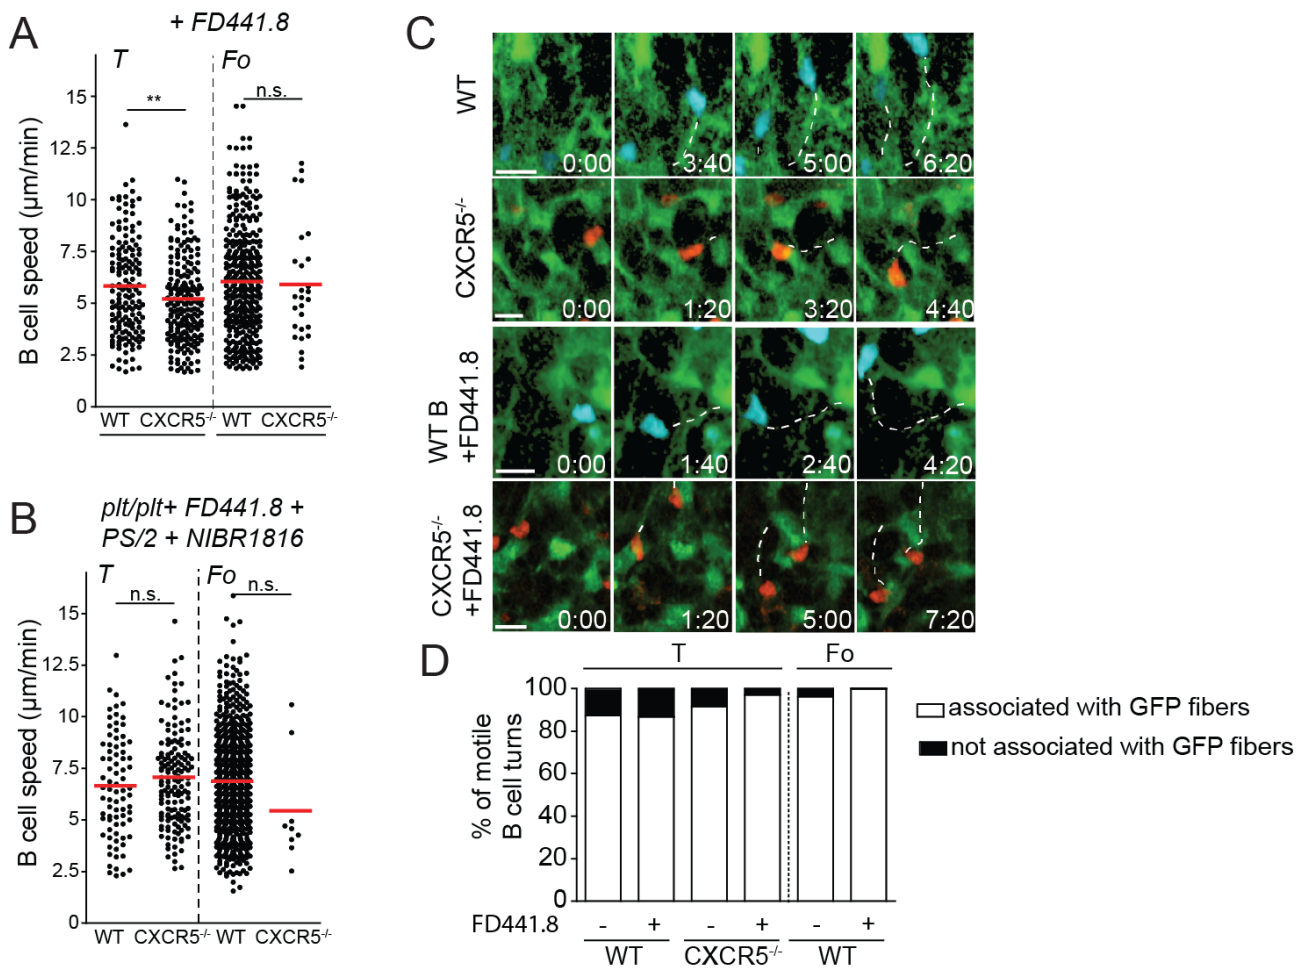 A
+ FD441.8
T
Fo
**
n.s.
15
12.5
10
7.5
5
2.5
0
B cell speed (µm/min)
WT CXCR5-/- WT CXCR5-/-
B
plt/plt+ FD441.8 +
PS/2 + NIBR1816
T
Fo
n.s.
n.s.
15
12.5
10
7.5
5
2.5
0
B cell speed (µm/min)
WT CXCR5-/- WT CXCR5-/-
C
WT
0:00 3:40 5:00 6:20
CXCR5-/-
0:00 1:20 3:20 4:40
WT B
+FD441.8
0:00 1:40 2:40 4:20
CXCR5-/-
+FD441.8
0:00 1:20 5:00 7:20
D
T
Fo
100
80
60
40
20
0
% of motile
B cell turns
FD441.8 - + - + - +
WT CXCR5-/- WT
associated with GFP fibers
not associated with GFP fibers